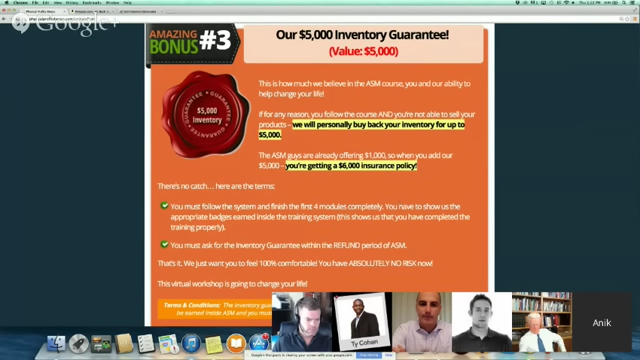 Google+
AMAZING
BONUS #3
Our $5,000 Inventory Guarantee!
(Value: $5,000)
GUARANTEE
$5,000
Inventory
GUARANTEE
This is how much we believe in the ASM course, you and our ability to
help change your life!
If for any reason, you follow the course AND you're not able to sell your
products – we will personally buy back your inventory for up to
$5,000.
The ASM guys are already offering $1,000, so when you add our
$5,000 – you're getting a $6,000 insurance policy!
There's no catch... here are the terms:
You must follow the system and finish the first 4 modules completely. You have to show us the
appropriate badges earned inside the training system (this shows us that you have completed the
training properly).
You must ask for the Inventory Guarantee within the REFUND period of ASM.
That's it. We just want you to feel 100% comfortable! You have ABSOLUTELY NO RISK now!
This virtual workshop is going to change your life!
Terms & Conditions: The inventory
be earned inside ASM and you must
Ty Cohan
Anik